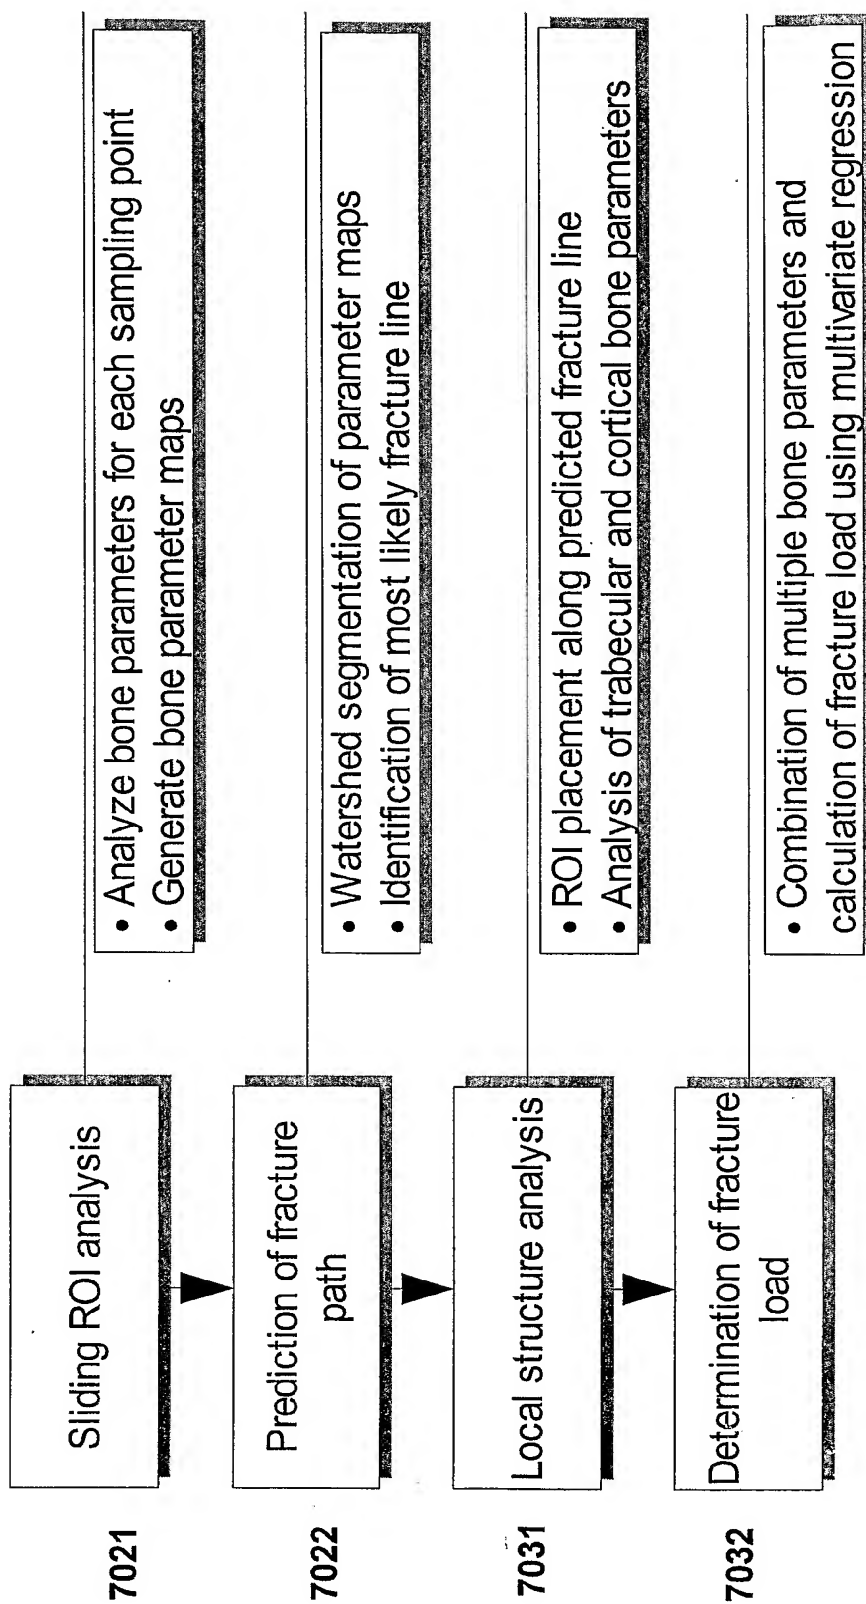 7021
Sliding ROI analysis
• Analyze bone parameters for each sampling point
• Generate bone parameter maps
7022
Prediction of fracture
path
• Watershed segmentation of parameter maps
• Identification of most likely fracture line
7031
Local structure analysis
• ROI placement along predicted fracture line
• Analysis of trabecular and cortical bone parameters
7032
Determination of fracture
load
• Combination of multiple bone parameters and
calculation of fracture load using multivariate regression